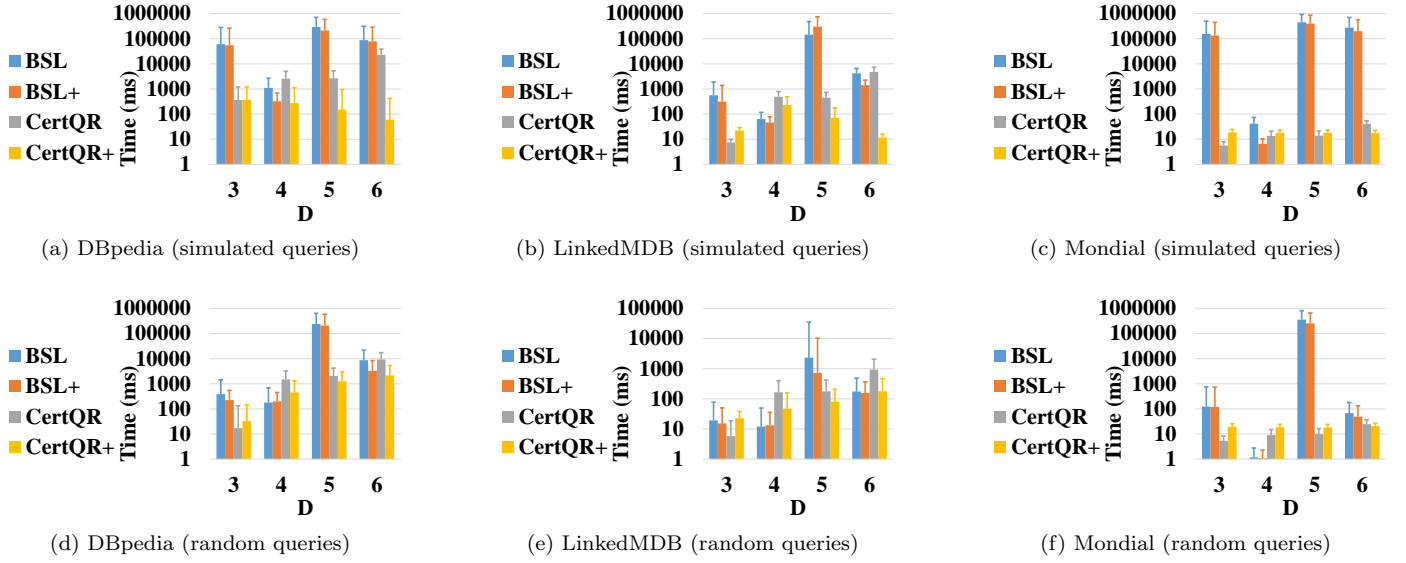 1000000
100000
10000
1000
100
10
1
Time (ms)
BSL
BSL+
CertQR
CertQR+
3 4 5 6
D
(a) DBpedia (simulated queries)
1000000
100000
10000
1000
100
10
1
Time (ms)
BSL
BSL+
CertQR
CertQR+
3 4 5 6
D
(b) LinkedMDB (simulated queries)
1000000
100000
10000
1000
100
10
1
Time (ms)
BSL
BSL+
CertQR
CertQR+
3 4 5 6
D
(c) Mondial (simulated queries)
1000000
100000
10000
1000
100
10
1
Time (ms)
BSL
BSL+
CertQR
CertQR+
3 4 5 6
D
(d) DBpedia (random queries)
100000
10000
1000
100
10
1
Time (ms)
BSL
BSL+
CertQR
CertQR+
3 4 5 6
D
(e) LinkedMDB (random queries)
1000000
100000
10000
1000
100
10
1
Time (ms)
BSL
BSL+
CertQR
CertQR+
3 4 5 6
D
(f) Mondial (random queries)